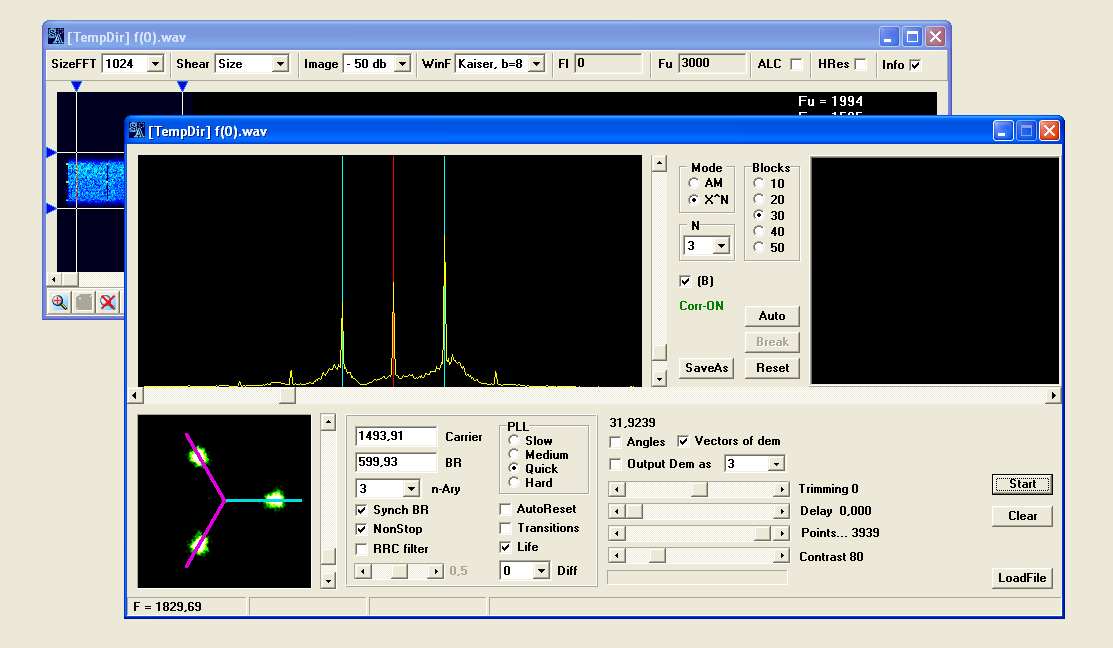 [TempDir] f(0).wav
SizeFFT 1024 Shear Size Image - 50 db WinF Kaiser, b=8 Fl 0 Fu 3000 ALC HRes Info
Fu = 1994
[TempDir] f(0).wav
Mode
AM
X^N
N
3
Blocks
10
20
30
40
50
(B)
Corr-ON
Auto
Break
SaveAs
Reset
1493,91 Carrier
599,93 BR
3 n-Ary
Synch BR
NonStop
RRC filter
0,5
PLL
Slow
Medium
Quick
Hard
AutoReset
Transitions
Life
0 Diff
31,9239
Angles Vectors of dem
Output Dem as 3
Trimming 0
Delay 0,000
Points... 3939
Contrast 80
Start
Clear
LoadFile
F = 1829,69